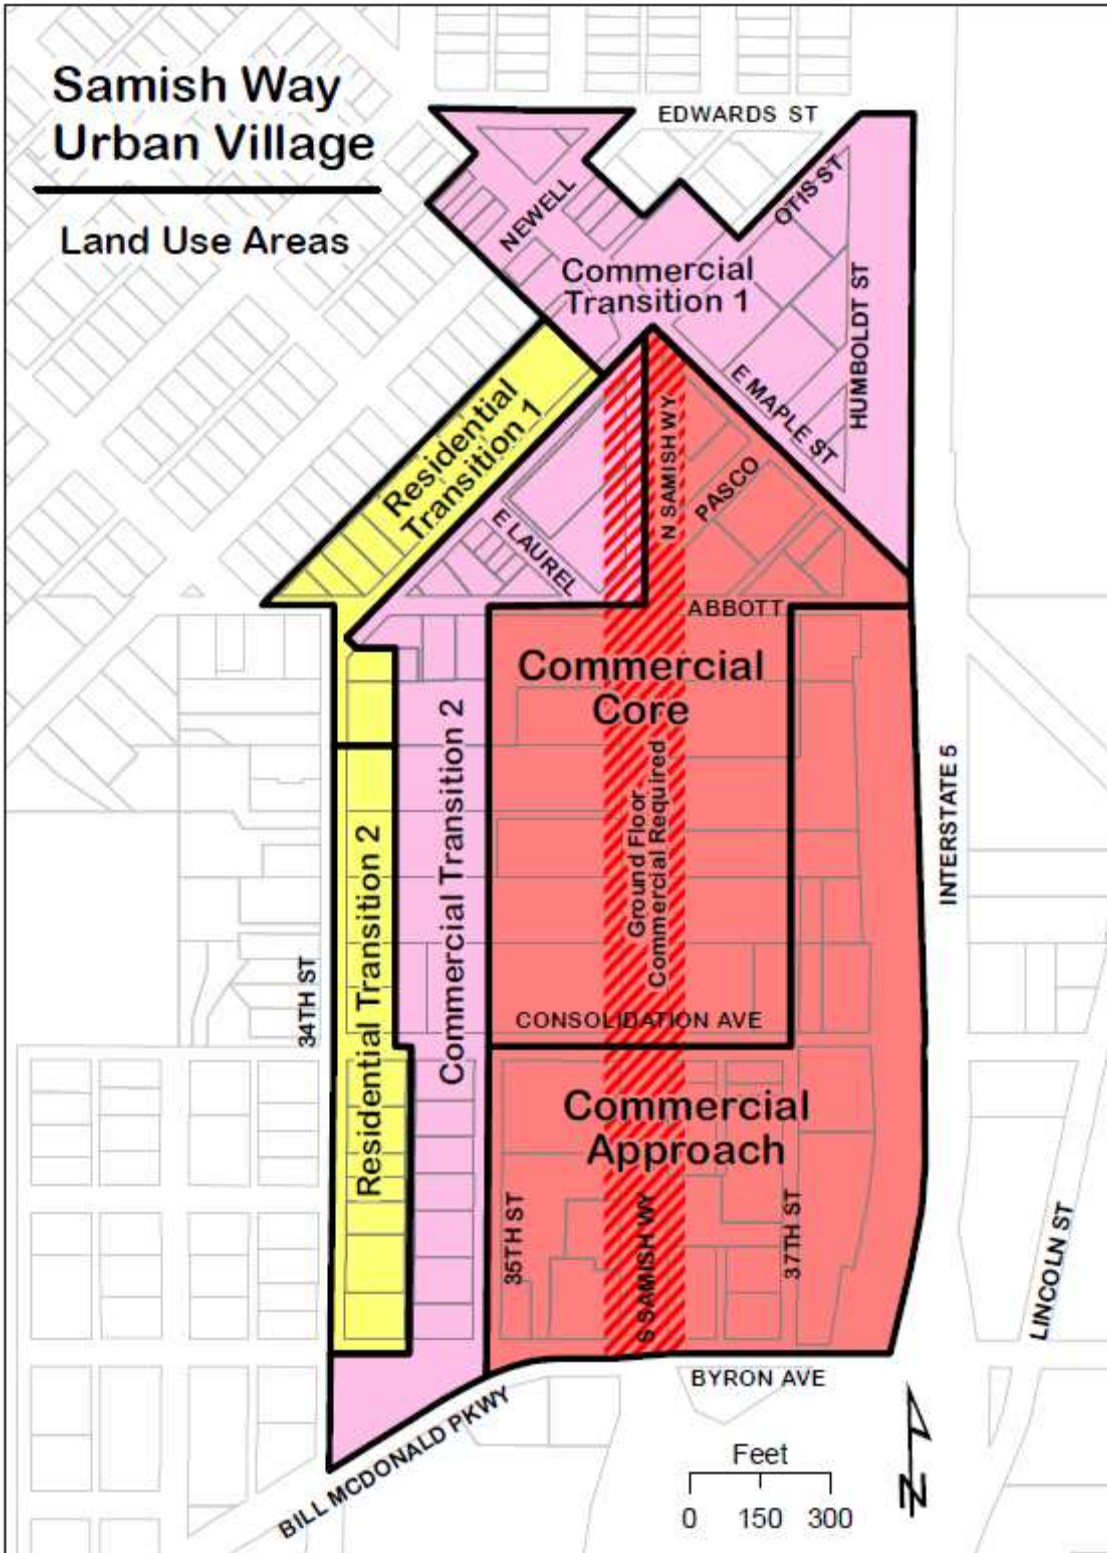 Samish Way
Urban Village
Land Use Areas
EDWARDS ST
OTIS ST
NEWELL
Commercial
Transition 1
HUMBOLDT ST
E MAPLE ST
Residential
Transition 1
N SAMISH WY
PASCO
E LAUREL
ABBOTT
Commercial
Core
Ground Floor
Commercial Required
Commercial Transition 2
Residential Transition 2
INTERSTATE 5
34TH ST
CONSOLIDATION AVE
Commercial
Approach
35TH ST
S SAMISH WY
37TH ST
LINCOLN ST
BYRON AVE
BILL MCDONALD PKWY
Feet
0 150 300
N